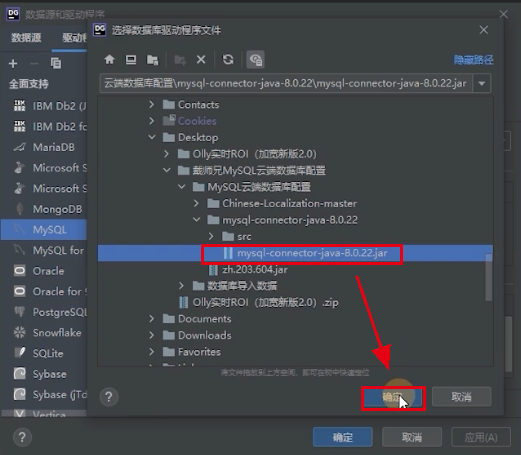 DG 数据源和驱动程序
数据源
全面支持
IBM Db2 (J
IBM Db2 fo
MariaDB
Microsoft S
Microsoft S
MongoDB
MySQL
MySQL for
Oracle
Oracle for 9
PostgreSQL
Snowflake
SQLite
Sybase
Sybase (jTd
Vertica
DG 选择数据库驱动程序文件
隐藏路径
云端数据库配置\mysql-connector-java-8.0.22\mysql-connector-java-8.0.22.jar
Contacts
Cookies
Desktop
Olly实时ROI（加宽新版2.0）
戴师兄MySQL云端数据库配置
MySQL云端数据库配置
Chinese-Localization-master
mysql-connector-java-8.0.22
src
mysql-connector-java-8.0.22.jar
zh.203.604.jar
数据库导入数据
Olly实时ROI（加宽新版2.0）.zip
Documents
Downloads
Favorites
将文件拖放到上方空间，即可在树中快速定位
?
确定
取消
?
确定
取消
应用(A)